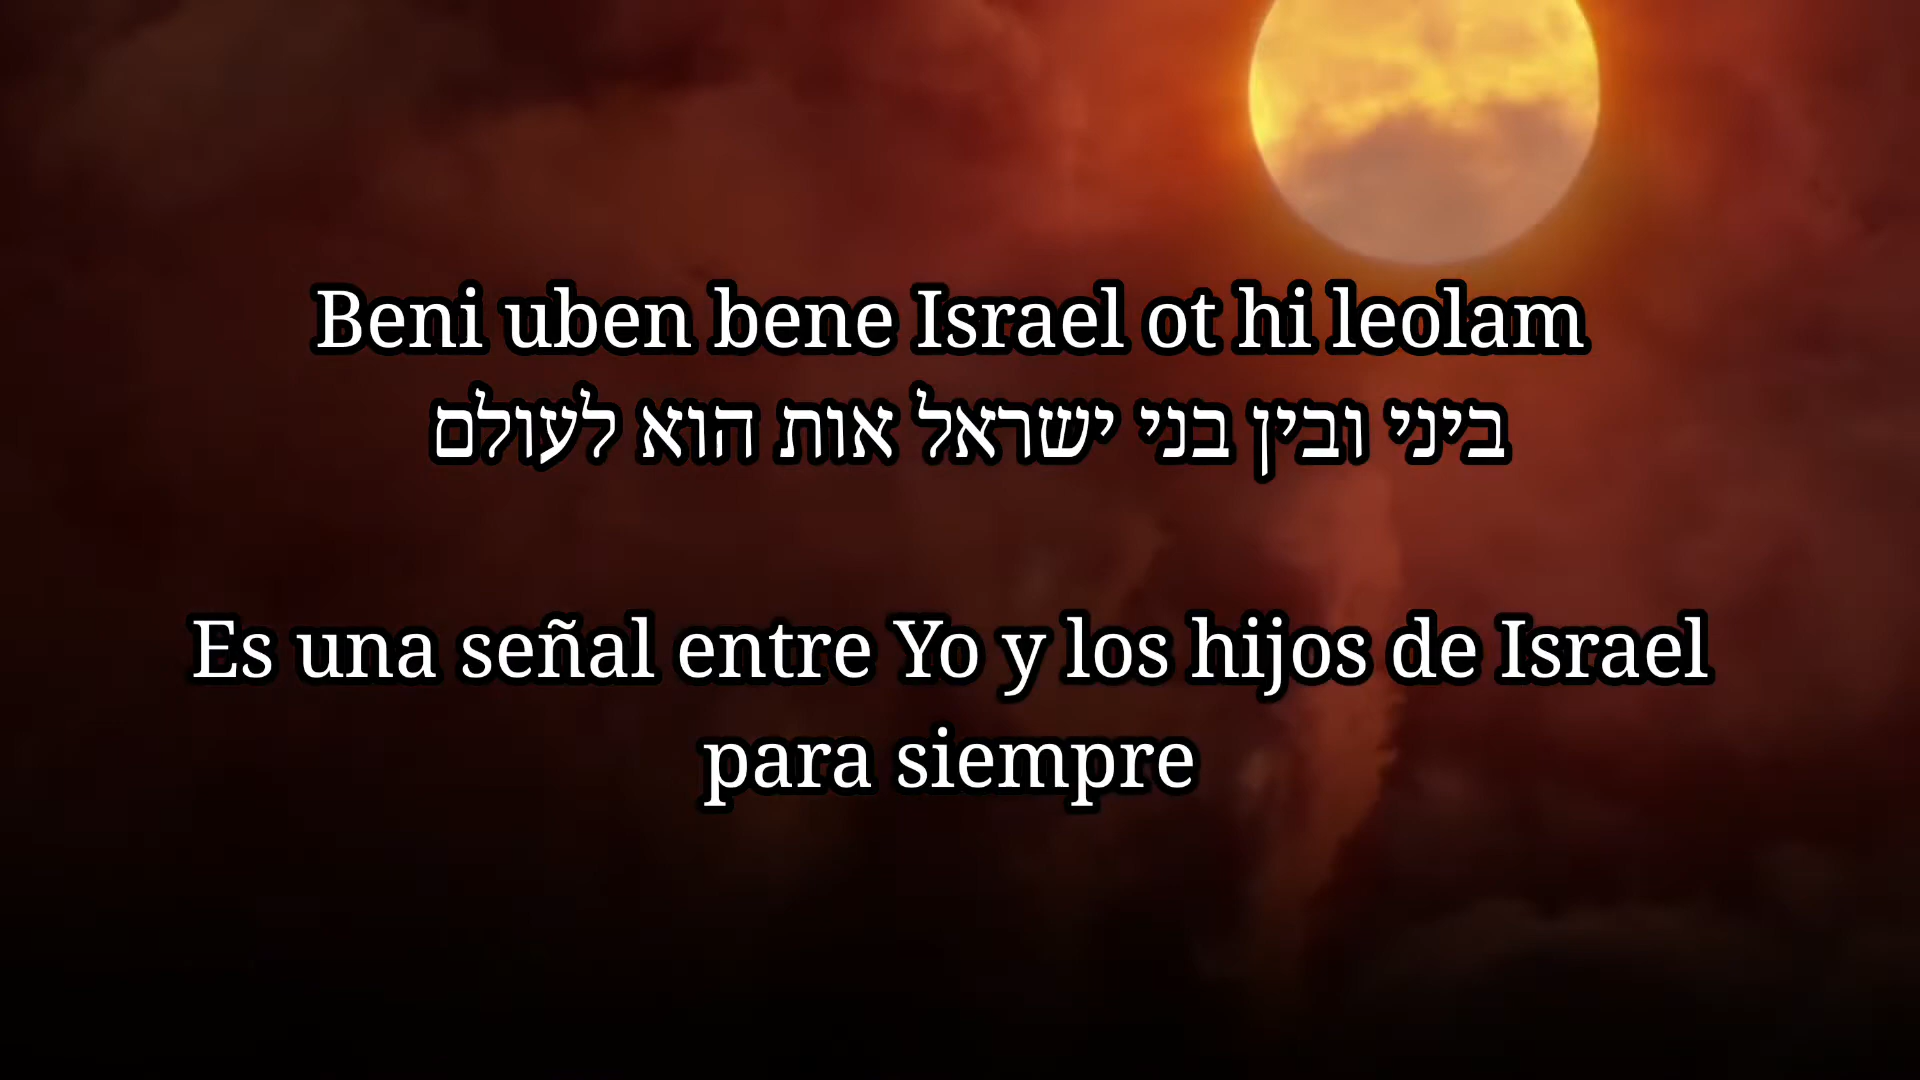 Beni uben bene Israel ot hi leolam
ביני ובין בני ישראל אות הוא לעולם
Es una señal entre Yo y los hijos de Israel
para siempre